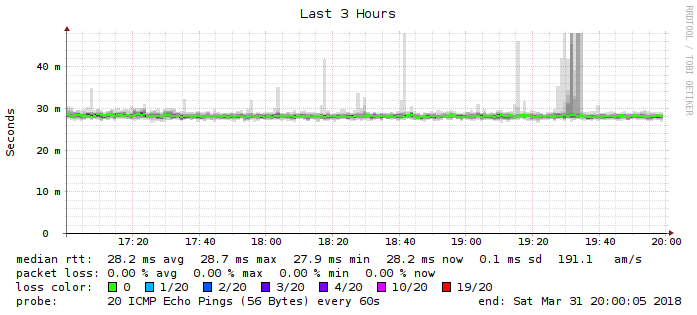 Last 3 Hours
RRDTOOL / TOBI OETIKER
Seconds
40 m
30 m
20 m
10 m
0
17:20 17:40 18:00 18:20 18:40 19:00 19:20 19:40 20:00
median rtt: 28.2 ms avg 28.7 ms max 27.9 ms min 28.2 ms now 0.1 ms sd 191.1 am/s
packet loss: 0.00 % avg 0.00 % max 0.00 % min 0.00 % now
loss color: 0 1/20 2/20 3/20 4/20 10/20 19/20
probe: 20 ICMP Echo Pings (56 Bytes) every 60s end: Sat Mar 31 20:00:05 2018